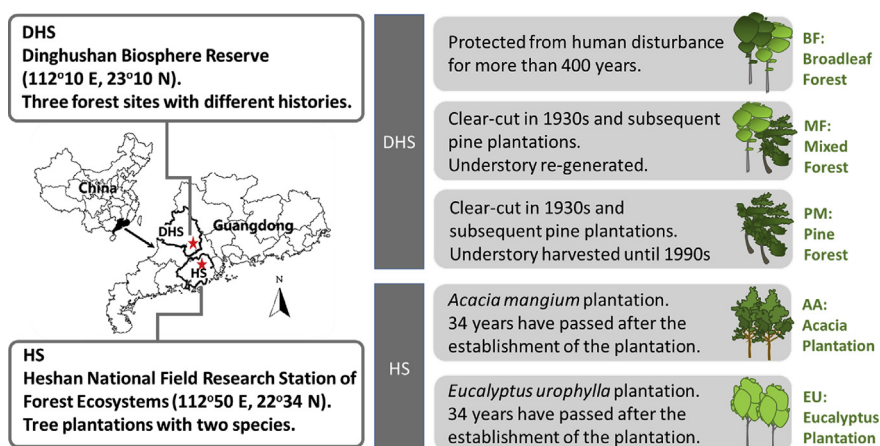 DHS
Dinghushan Biosphere Reserve
(112°10 E, 23°10 N).
Three forest sites with different histories.
China
DHS
Guangdong
HS
N
HS
Heshan National Field Research Station of
Forest Ecosystems (112°50 E, 22°34 N).
Tree plantations with two species.
DHS
Protected from human disturbance
for more than 400 years.
BF:
Broadleaf
Forest
Clear-cut in 1930s and subsequent
pine plantations.
Understory re-generated.
MF:
Mixed
Forest
Clear-cut in 1930s and
subsequent pine plantations.
Understory harvested until 1990s
PM:
Pine
Forest
HS
Acacia mangium plantation.
34 years have passed after the
establishment of the plantation.
AA:
Acacia
Plantation
Eucalyptus urophylla plantation.
34 years have passed after the
establishment of the plantation.
EU:
Eucalyptus
Plantation